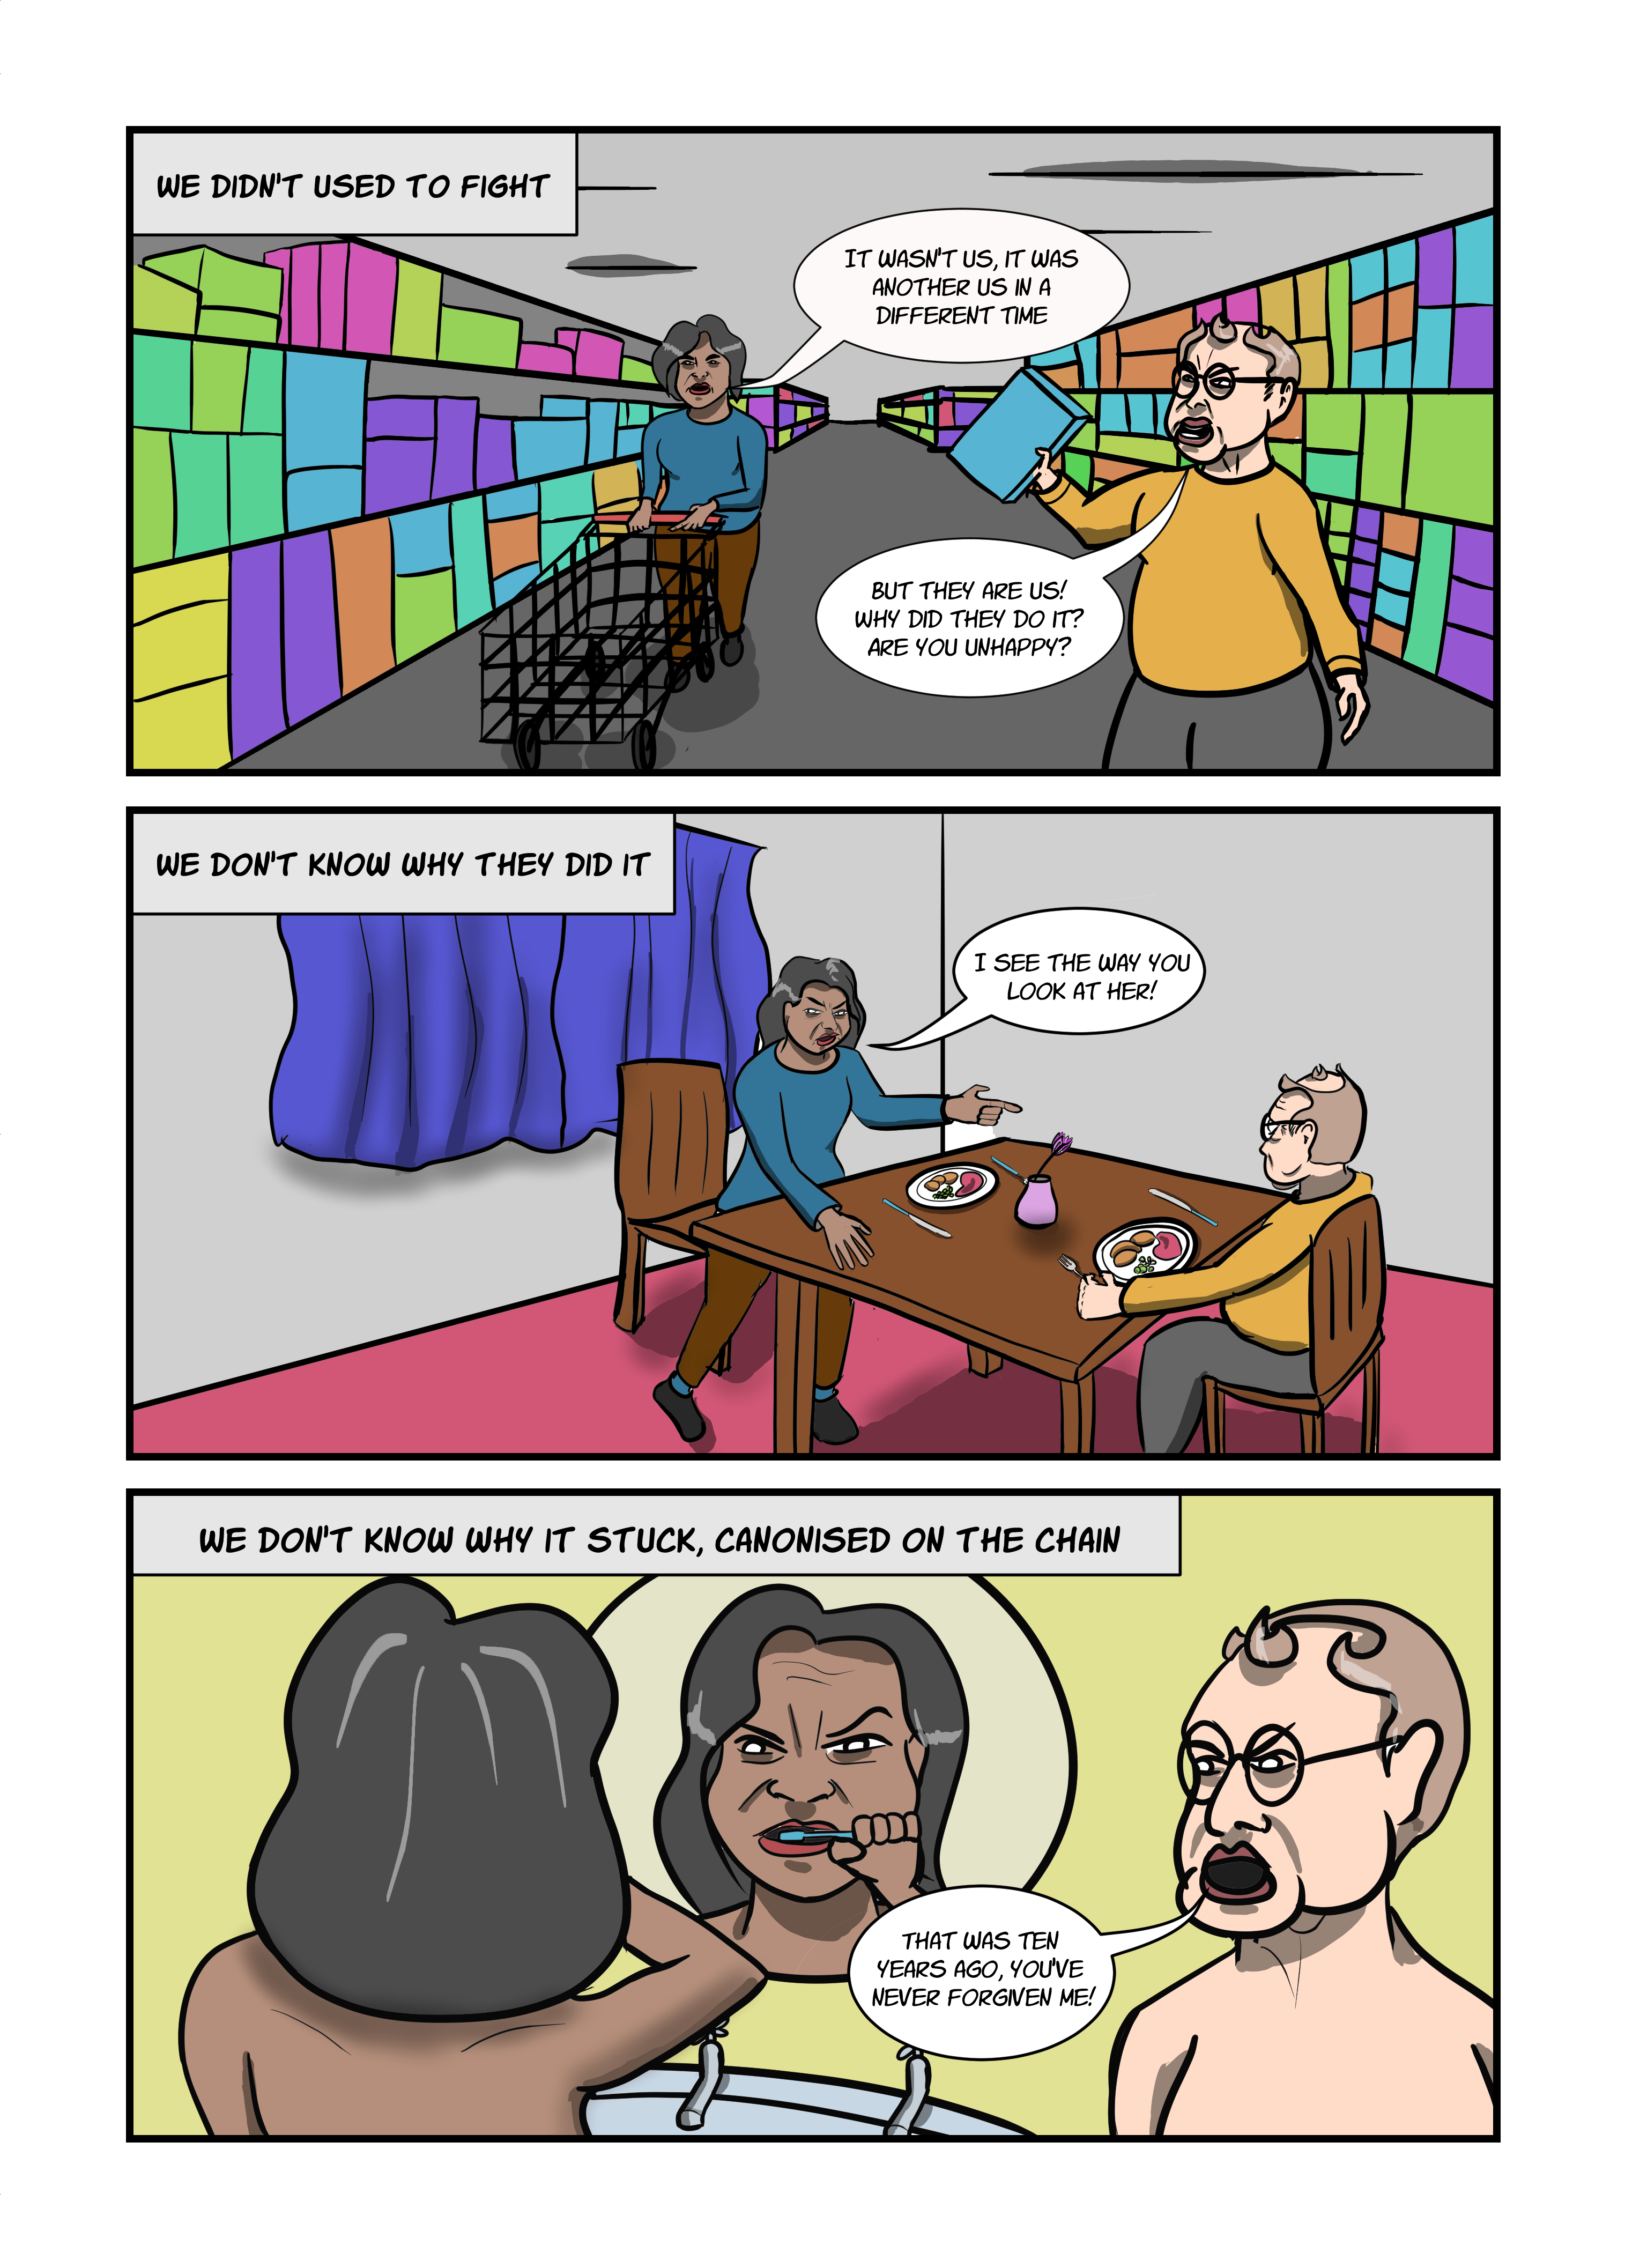 WE DIDN'T USED TO FIGHT
IT WASN'T US, IT WAS
ANOTHER US IN A
DIFFERENT TIME
BUT THEY ARE US!
WHY DID THEY DO IT?
ARE YOU UNHAPPY?
WE DON'T KNOW WHY THEY DID IT
I SEE THE WAY YOU
LOOK AT HER!
WE DON'T KNOW WHY IT STUCK, CANONISED ON THE CHAIN
THAT WAS TEN
YEARS AGO, YOU'VE
NEVER FORGIVEN ME!